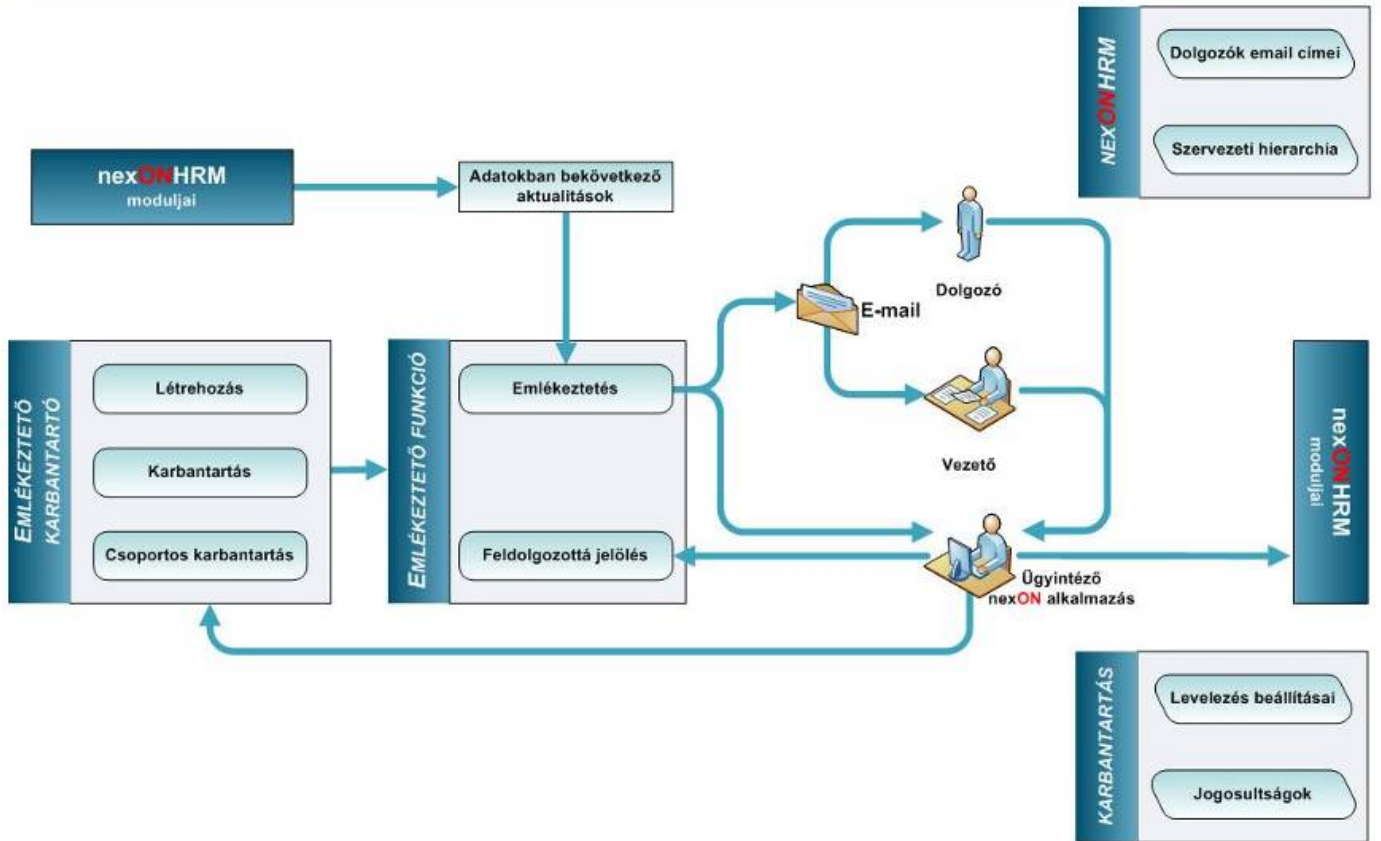 NEXONHRM
Dolgozók email címei
Szervezeti hierarchia
nexONHRM
moduljai
Adatokban bekövetkező
aktualitások
Dolgozó
E-mail
EMLÉKEZTETŐ
KARBANTARTÓ
Létrehozás
Karbantartás
Csoportos karbantartás
EMLÉKEZTETŐ FUNKCIÓ
Emlékeztetés
Feldolgozottá jelölés
Vezető
Ügyintéző
nexON alkalmazás
nexONHRM
moduljai
KARBANTARTÁS
Levelezés beállításai
Jogosultságok